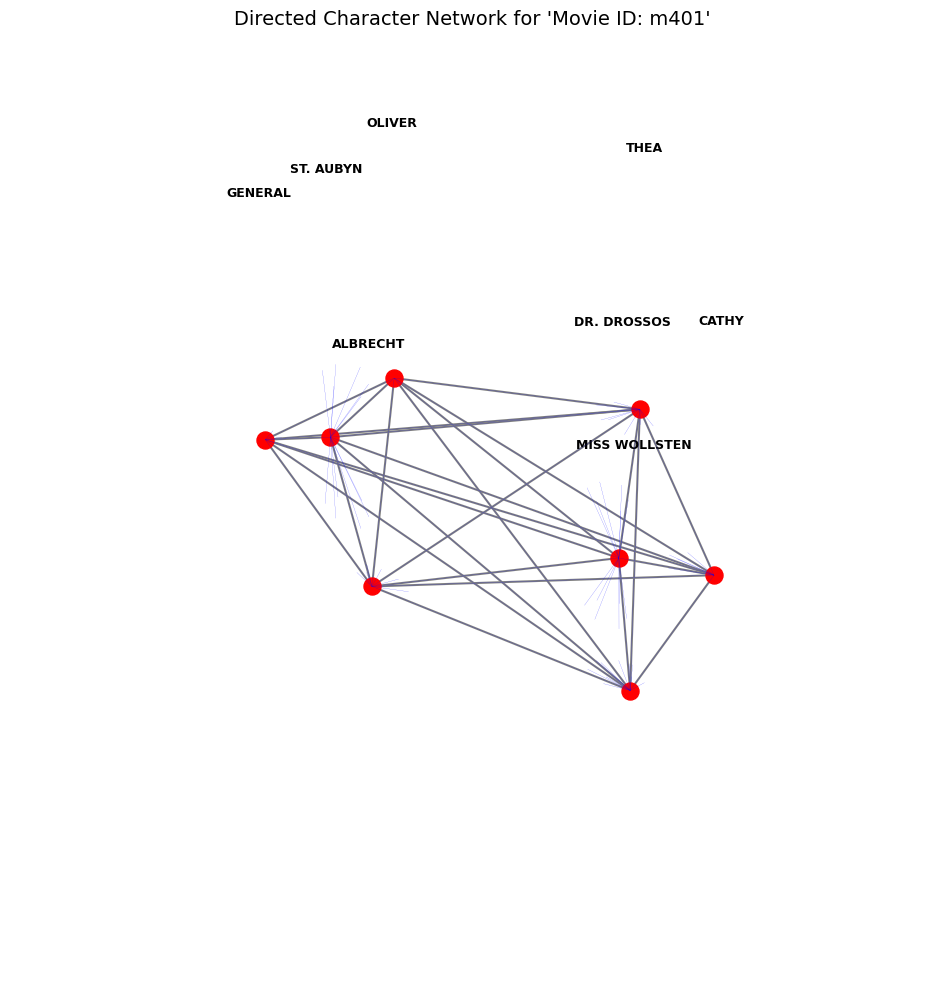 Directed Character Network for 'Movie ID: m401'
OLIVER
THEA
ST. AUBYN
GENERAL
DR. DROSSOS
CATHY
ALBRECHT
MISS WOLLSTEN